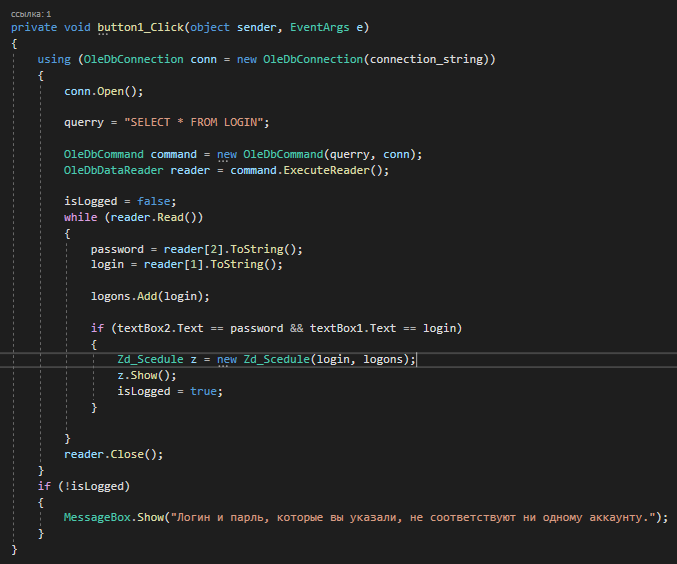 ссылка: 1
private void button1_Click(object sender, EventArgs e)
{
using (OleDbConnection conn = new OleDbConnection(connection_string))
{
conn.Open();
querry = "SELECT * FROM LOGIN";
OleDbCommand command = new OleDbCommand(querry, conn);
OleDbDataReader reader = command.ExecuteReader();
isLogged = false;
while (reader.Read())
{
password = reader[2].ToString();
login = reader[1].ToString();
logons.Add(login);
if (textBox2.Text == password && textBox1.Text == login)
{
Zd_Scedule z = new Zd_Scedule(login, logons);
z.Show();
isLogged = true;
}
}
reader.Close();
}
if (!isLogged)
{
MessageBox.Show("Логин и парль, которые вы указали, не соответствуют ни одному аккаунту.");
}
}